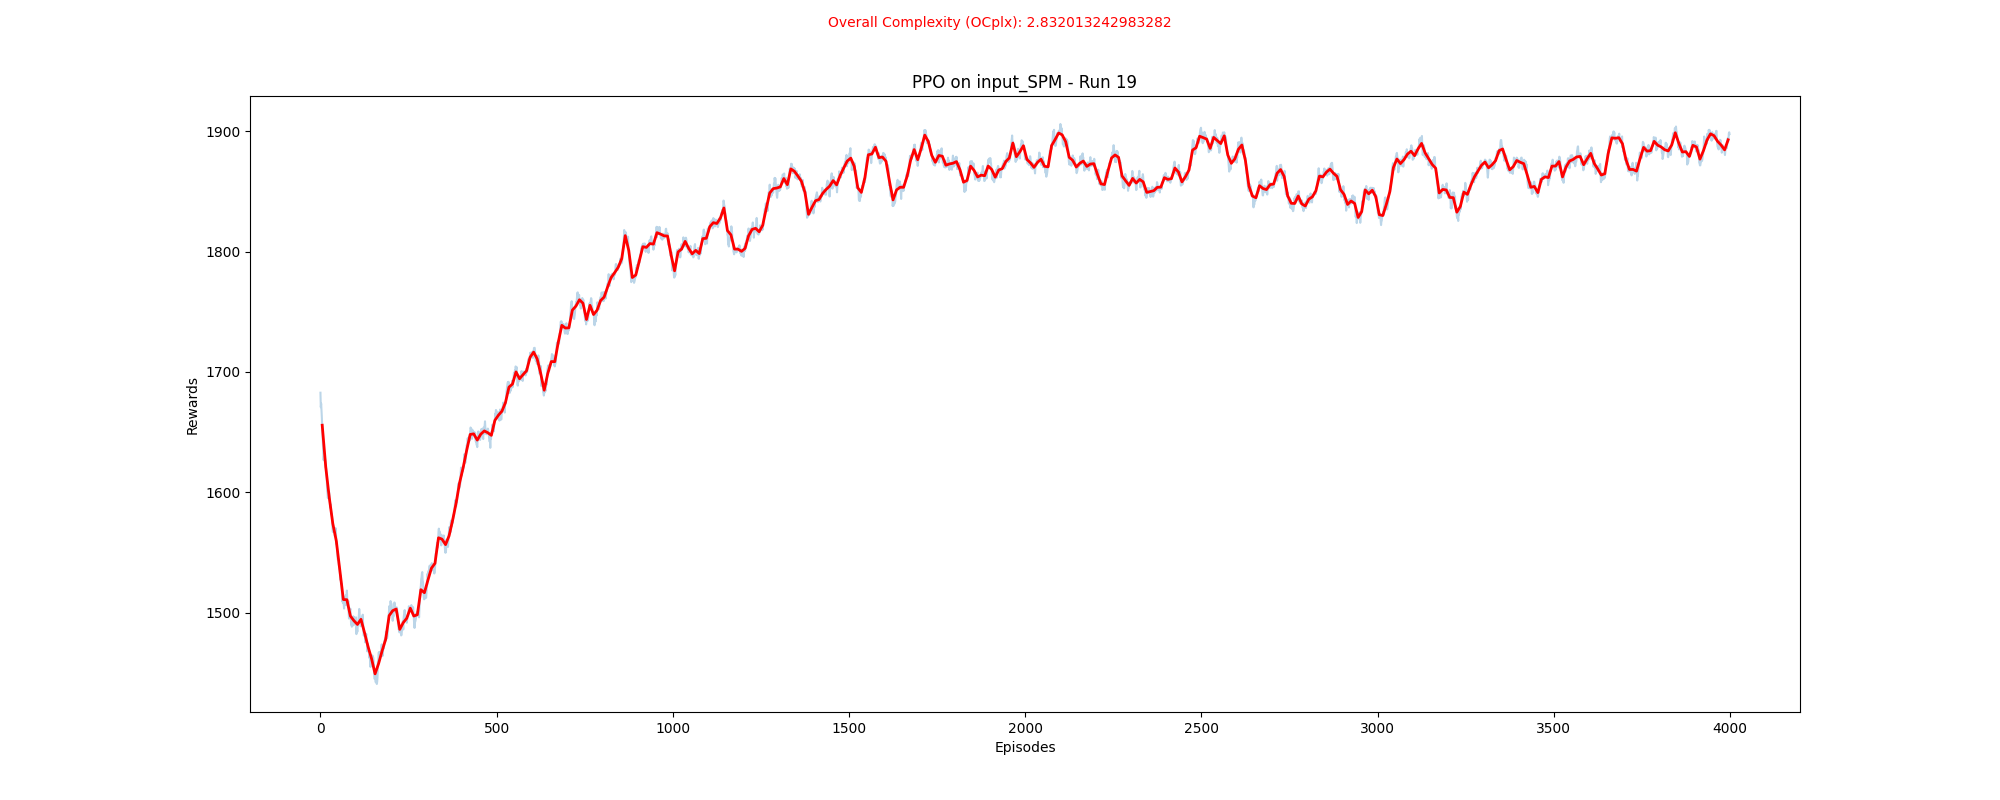 Overall Complexity (OCplx): 2.832013242983282
PPO on input_SPM - Run 19
1900
1800
1700
1600
1500
Rewards
0 500 1000 1500 2000 2500 3000 3500 4000
Episodes